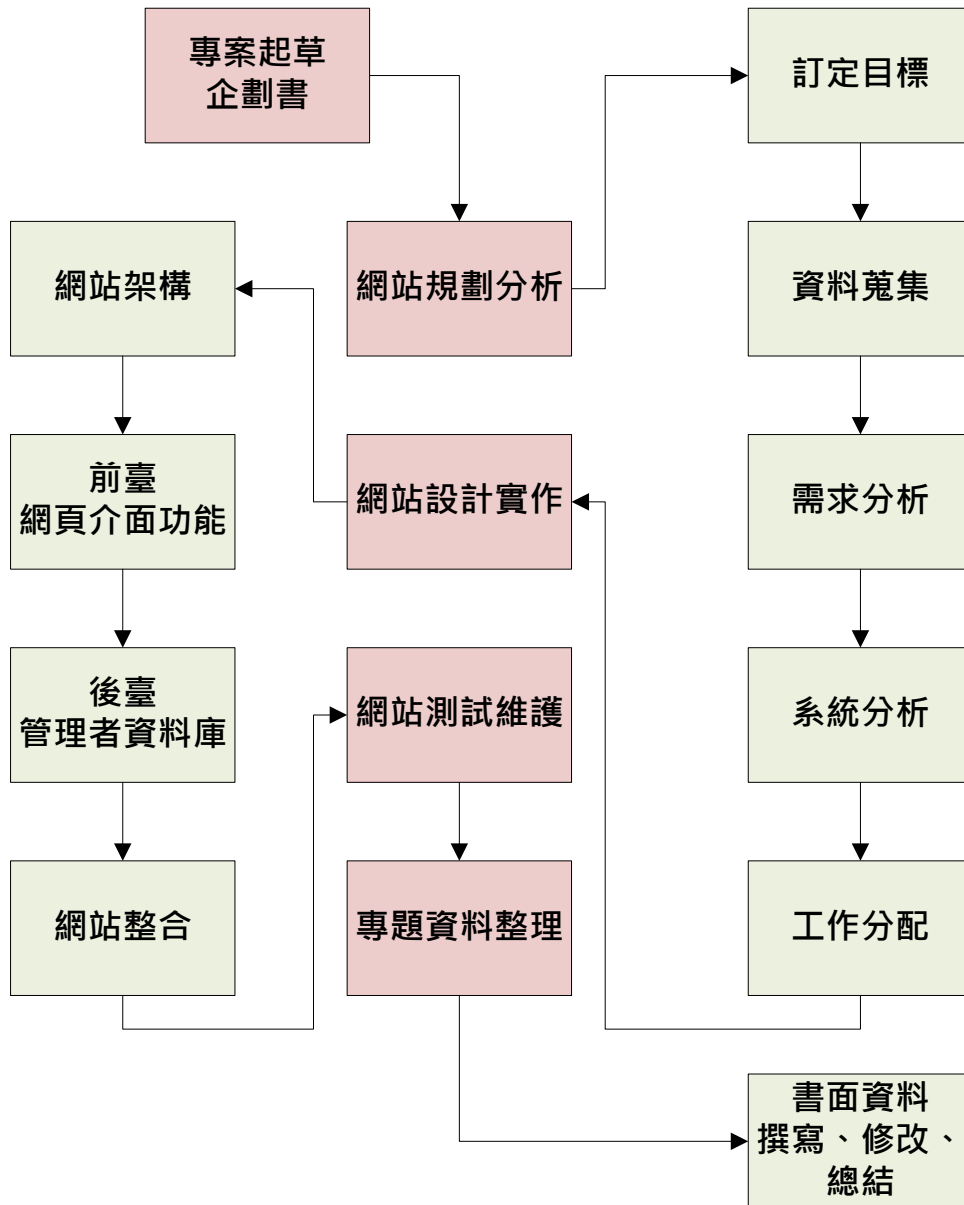 專案起草
企劃書
訂定目標
網站架構
網站規劃分析
資料蒐集
前臺
網頁介面功能
網站設計實作
需求分析
後臺
管理者資料庫
網站測試維護
系統分析
網站整合
專題資料整理
工作分配
書面資料
撰寫、修改、
總結